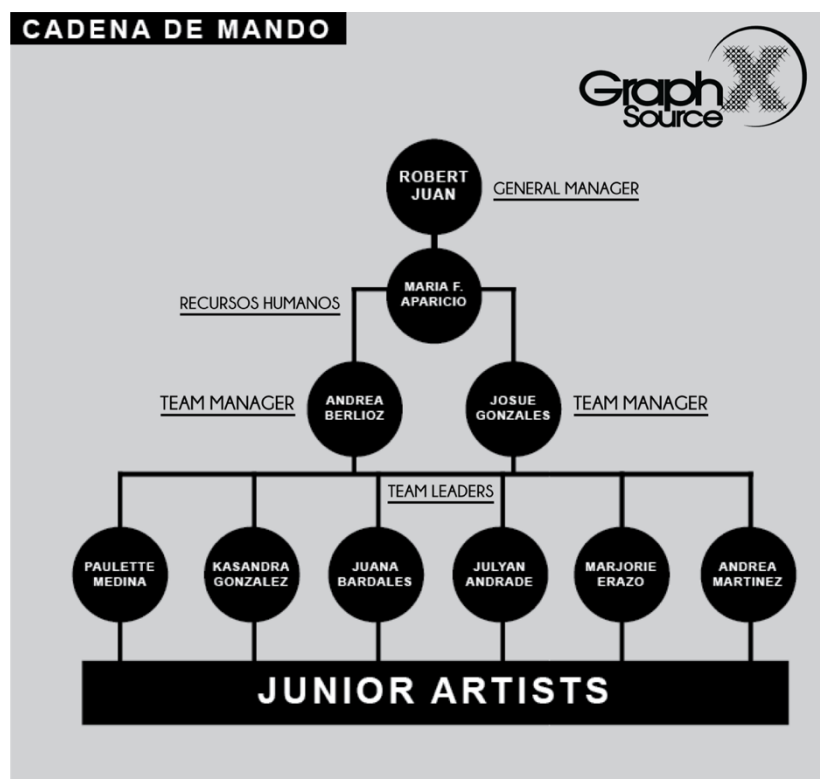 CADENA DE MANDO
GraphX
Source
ROBERT
JUAN
GENERAL MANAGER
MARIA F.
APARICIO
RECURSOS HUMANOS
TEAM MANAGER
ANDREA
BERLIOZ
JOSUE
GONZALES
TEAM MANAGER
TEAM LEADERS
PAULETTE
MEDINA
KASANDRA
GONZALEZ
JUANA
BARDALES
JULYAN
ANDRADE
MARJORIE
ERAZO
ANDREA
MARTINEZ
JUNIOR ARTISTS